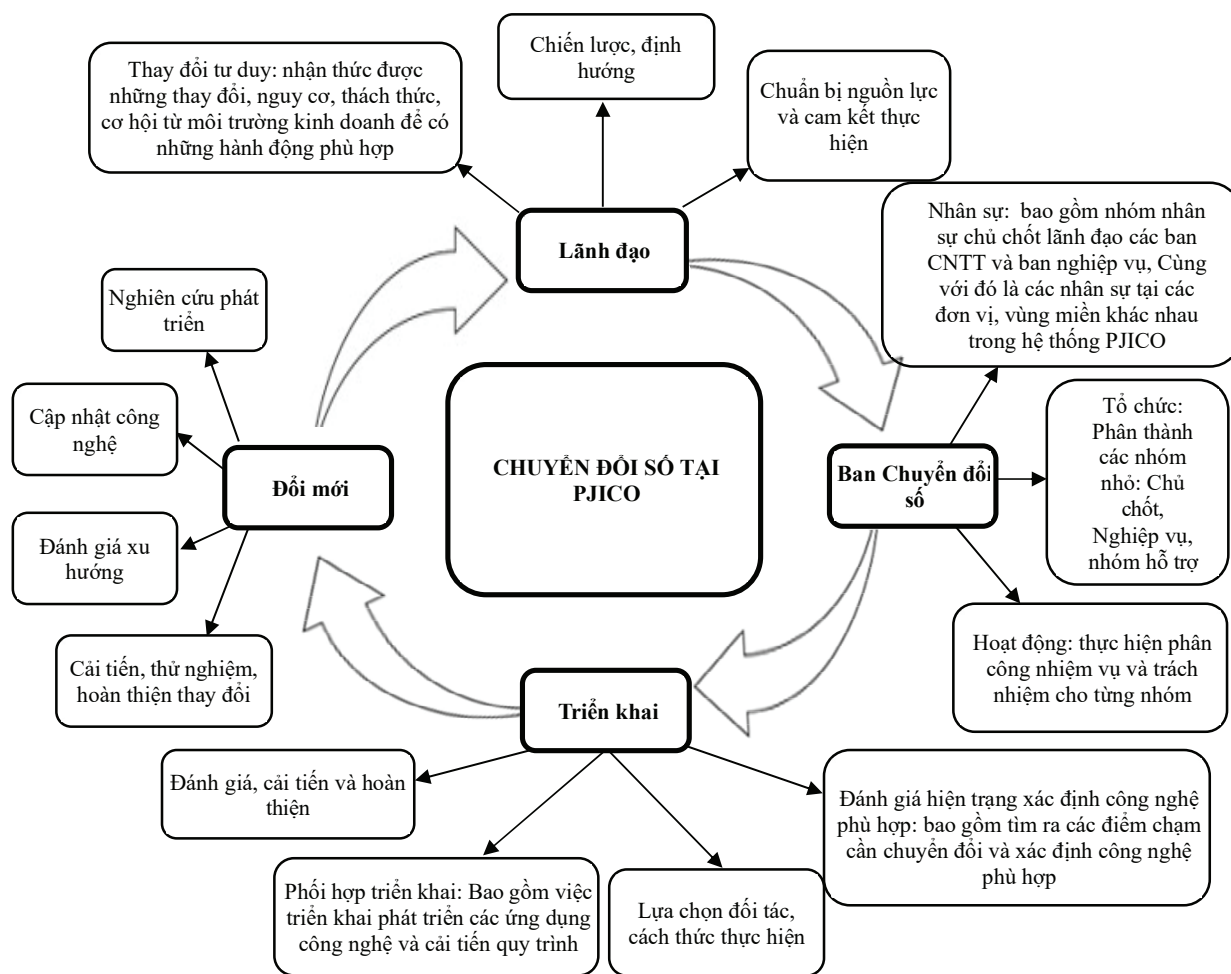 Chiến lược, định
hướng
Thay đổi tư duy: nhận thức được
những thay đổi, nguy cơ, thách thức,
cơ hội từ môi trường kinh doanh để có
những hành động phù hợp
Chuẩn bị nguồn lực
và cam kết thực
hiện
Lãnh đạo
Nhân sự:  bao gồm nhóm nhân
sự chủ chốt lãnh đạo các ban
CNTT và ban nghiệp vụ, Cùng
với đó là các nhân sự tại các
đơn vị, vùng miền khác nhau
trong hệ thống PJICO
Nghiên cứu phát
triển
Cập nhật công
nghệ
Đổi mới
Đánh giá xu
hướng
Cải tiến, thử nghiệm,
hoàn thiện thay đổi
CHUYỂN ĐỔI SỐ TẠI
PJICO
Ban Chuyển đổi
số
Tổ chức:
Phân thành
các nhóm
nhỏ: Chủ
chốt,
Nghiệp vụ,
nhóm hỗ trợ
Hoạt động: thực hiện phân
công nhiệm vụ và trách
nhiệm cho từng nhóm
Triển khai
Đánh giá, cải tiến và hoàn
thiện
Phối hợp triển khai: Bao gồm việc
triển khai phát triển các ứng dụng
công nghệ và cải tiến quy trình
Lựa chọn đối tác,
cách thức thực hiện
Đánh giá hiện trạng xác định công nghệ
phù hợp: bao gồm tìm ra các điểm chạm
cần chuyển đổi và xác định công nghệ
phù hợp